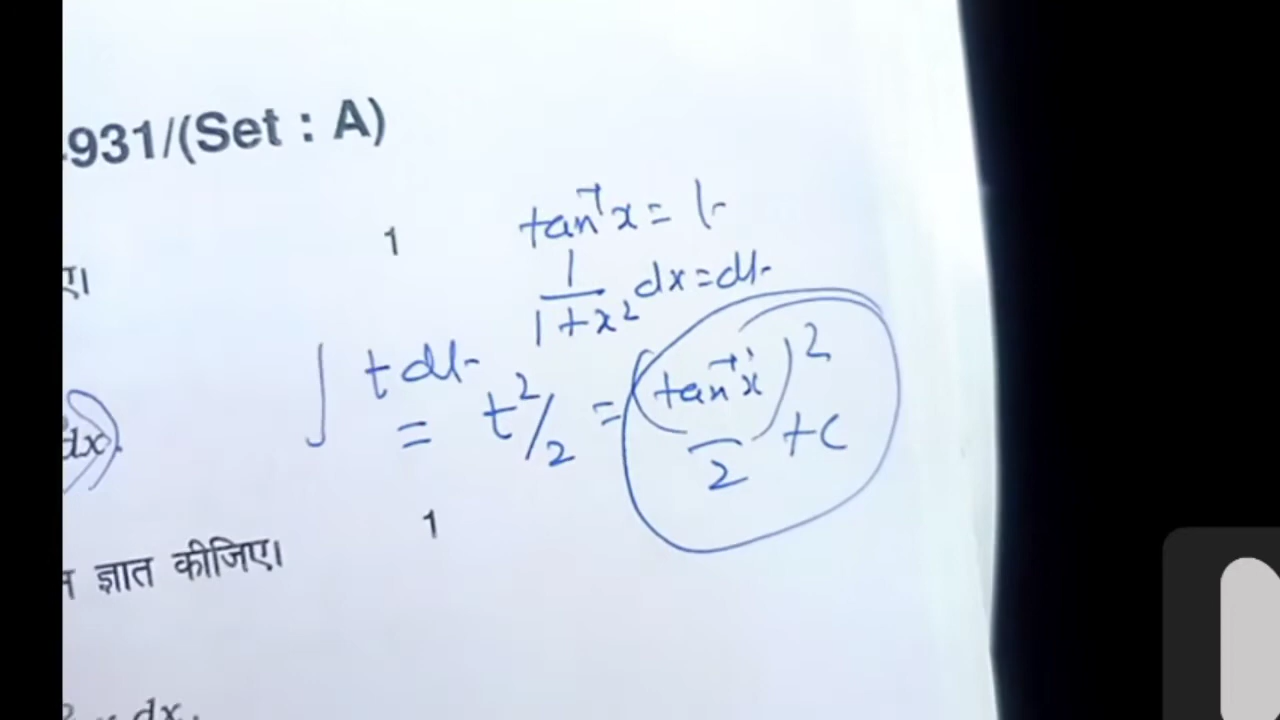 931/(Set : A)
1
tan⁻¹x = t
ए।
1/(1+x²) dx = dt
∫ t dt
= t²/2 = (tan⁻¹x)²/2 + c
dx.
1
ज्ञात कीजिए।
dx.